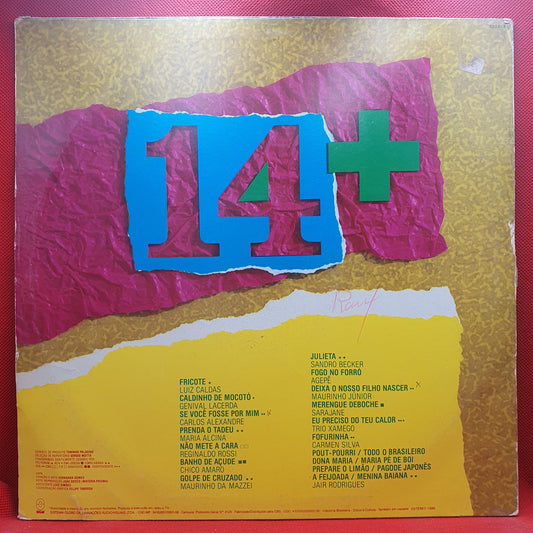 14+
Rony
FRICOTE
LUIZ CALDAS
CALDINHO DE MOCOTÓ
GENIVAL LACERDA
SE VOCÊ FOSSE POR MIM
CARLOS ALEXANDRE
PRENDA O TADEU
MARIA ALCINA
NÃO METE A CARA
REGINALDO ROSSI
BANHO DE AÇUDE
CHICO AMARO
GOLPE DE CRUZADO
MAURINHO DA MAZZEI
JULIETA
SANDRO BECKER
FOGO NO FORRÓ
AGEPÊ
DEIXA O NOSSO FILHO NASCER
MAURINHO JÚNIOR
MERENGUE DEBOCHE
SARAJANE
EU PRECISO DO TEU CALOR
TRIO XAMEGO
FOFURINHA
CARMEN SILVA
POUT-POURRI / TODO O BRASILEIRO
DONA MARIA / MARIA PÉ DE BOI
PREPARE O LIMÃO / PAGODE JAPONÊS
A FEIJOADA / MENINA BAIANA
JAIR RODRIGUES